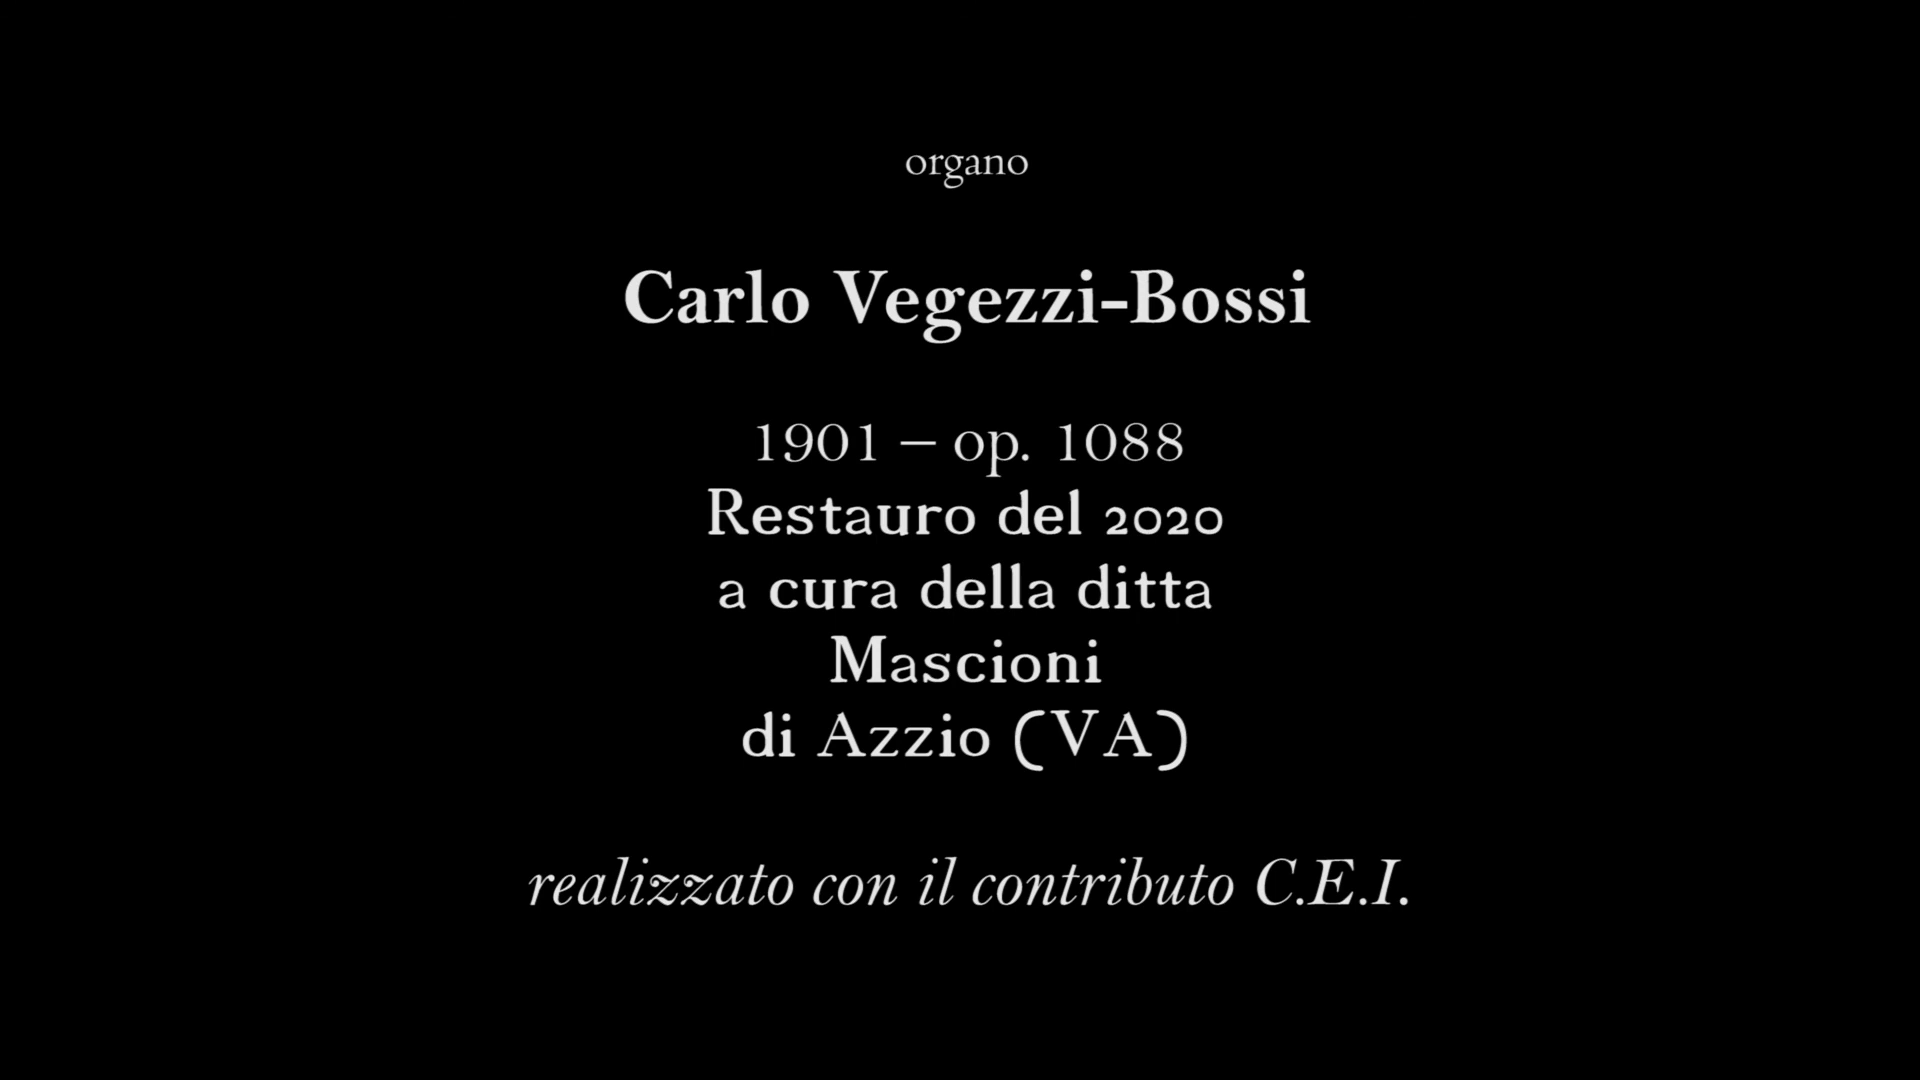 organo
Carlo Vegezzi-Bossi
1901 – op. 1088
Restauro del 2020
a cura della ditta
Mascioni
di Azzio (VA)
realizzato con il contributo C.E.I.